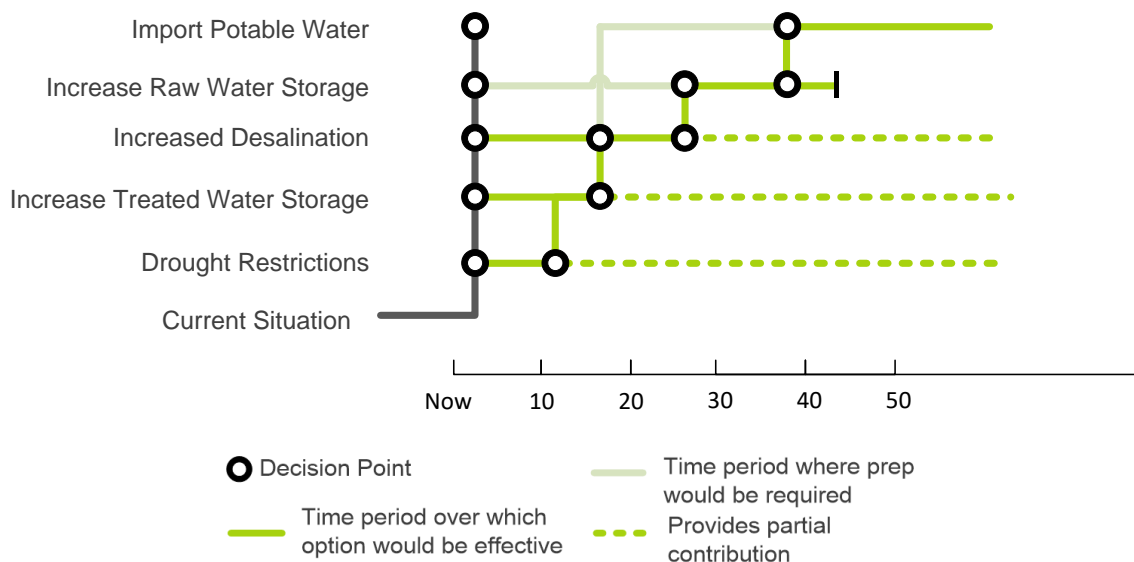 Import Potable Water
Increase Raw Water Storage
Increased Desalination
Increase Treated Water Storage
Drought Restrictions
Current Situation
Now 10 20 30 40 50
Decision Point
Time period where prep
would be required
Time period over which
option would be effective
Provides partial
contribution